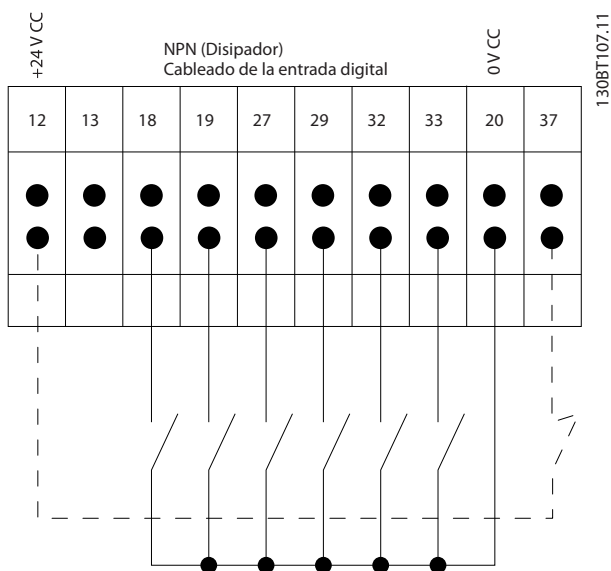 +24 V CC
NPN (Disipador)
Cableado de la entrada digital
0 V CC
130BT107.11
12 13 18 19 27 29 32 33 20 37